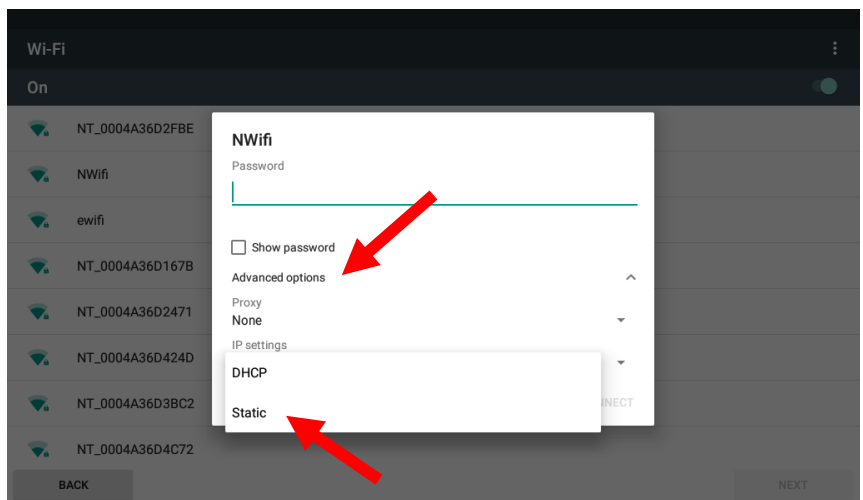 Wi-Fi
On
NT_0004A36D2FBE
NWifi
ewifi
NT_0004A36D167B
NT_0004A36D2471
NT_0004A36D424D
NT_0004A36D3BC2
NT_0004A36D4C72
NWifi
Password
Show password
Advanced options
Proxy
None
IP settings
DHCP
Static
NNECT
BACK
NEXT